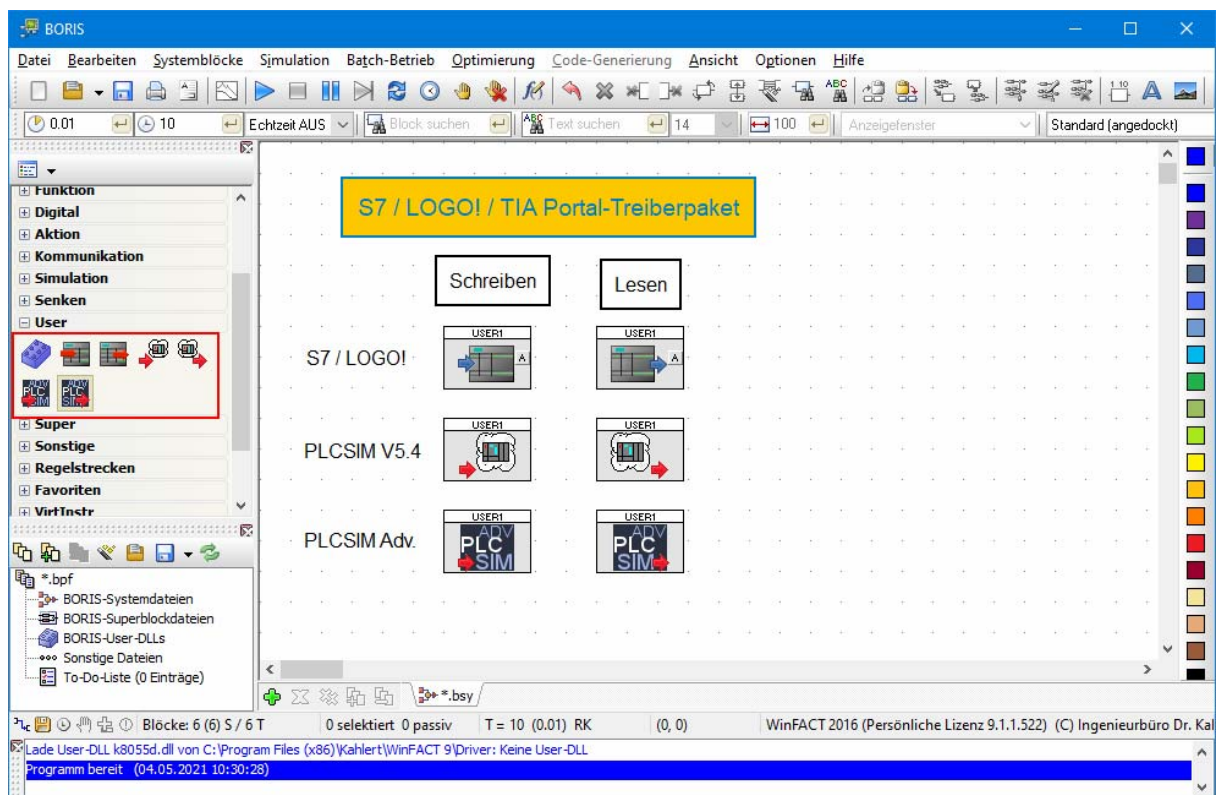 BORIS
Datei Bearbeiten Systemblöcke Simulation Batch-Betrieb Optimierung Code-Generierung Ansicht Optionen Hilfe
0.01 10 Echtzeit AUS Block suchen Text suchen 14 100 Anzeigefenster Standard (angedockt)
Funktion
Digital
Aktion
Kommunikation
Simulation
Senken
User
Super
Sonstige
Regelstrecken
Favoriten
VirtInstr
*.bpf
BORIS-Systemdateien
BORIS-Superblockdateien
BORIS-User-DLLs
Sonstige Dateien
To-Do-Liste (0 Einträge)
S7 / LOGO! / TIA Portal-Treiberpaket
Schreiben Lesen
USER1 USER1
S7 / LOGO! A A
USER1 USER1
PLCSIM V5.4
USER1 USER1
PLCSIM Adv. ADV PLC SIM ADV PLC SIM
*.bsy
Blöcke: 6 (6) S / 6 T 0 selektiert 0 passiv T = 10 (0.01) RK (0, 0) WinFACT 2016 (Persönliche Lizenz 9.1.1.522) (C) Ingenieurbüro Dr. Kal
Lade User-DLL k8055d.dll von C:\Program Files (x86)\Kahlert\WinFACT 9\Driver: Keine User-DLL
Programm bereit (04.05.2021 10:30:28)